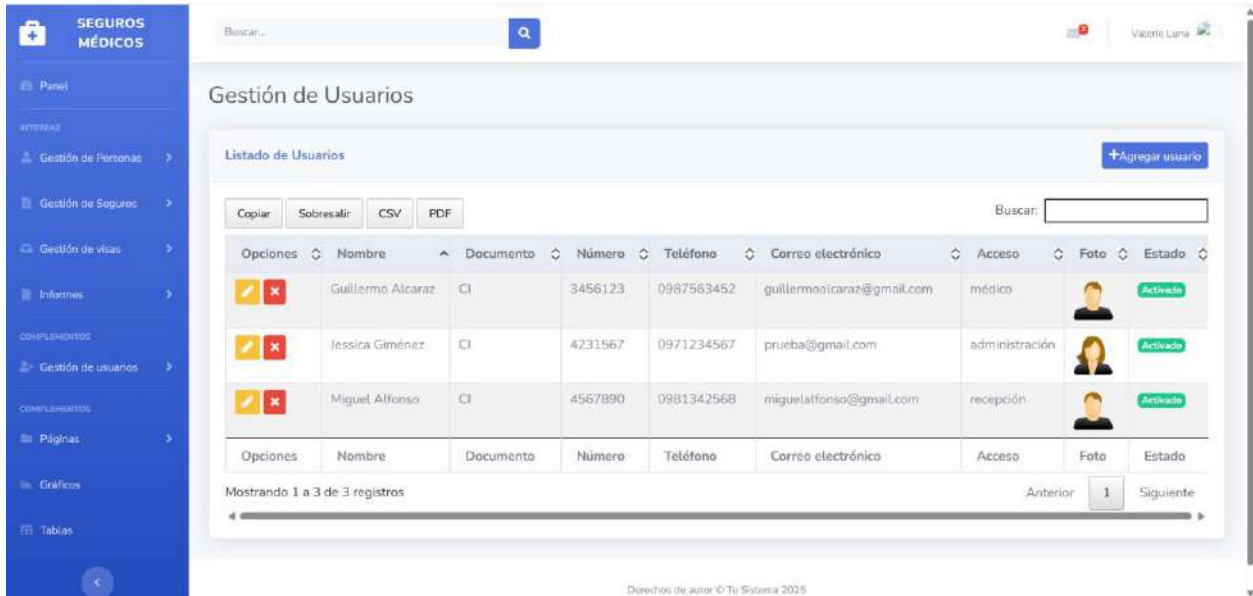 SEGUROS
MÉDICOS
Buscar...
Valerie Luna
Panel
INTERFAZ
Gestión de Personas
Gestión de Seguros
Gestión de visas
Informes
COMPLEMENTOS
Gestión de usuarios
COMPLEMENTOS
Páginas
Gráficos
Tablas
Gestión de Usuarios
Listado de Usuarios
+Agregar usuario
Copiar Sobresalir CSV PDF
Buscar:
Opciones Nombre Documento Número Teléfono Correo electrónico Acceso Foto Estado
Guillermo Alcaraz CI 3456123 0987563452 guillermoalcaraz@gmail.com médico Activado
Jessica Giménez CI 4231567 0971234567 prueba@gmail.com administración Activado
Miguel Alfonso CI 4567890 0981342568 miguelalfonso@gmail.com recepción Activado
Opciones Nombre Documento Número Teléfono Correo electrónico Acceso Foto Estado
Mostrando 1 a 3 de 3 registros
Anterior 1 Siguiente
Derechos de autor © Tu Sistema 2025